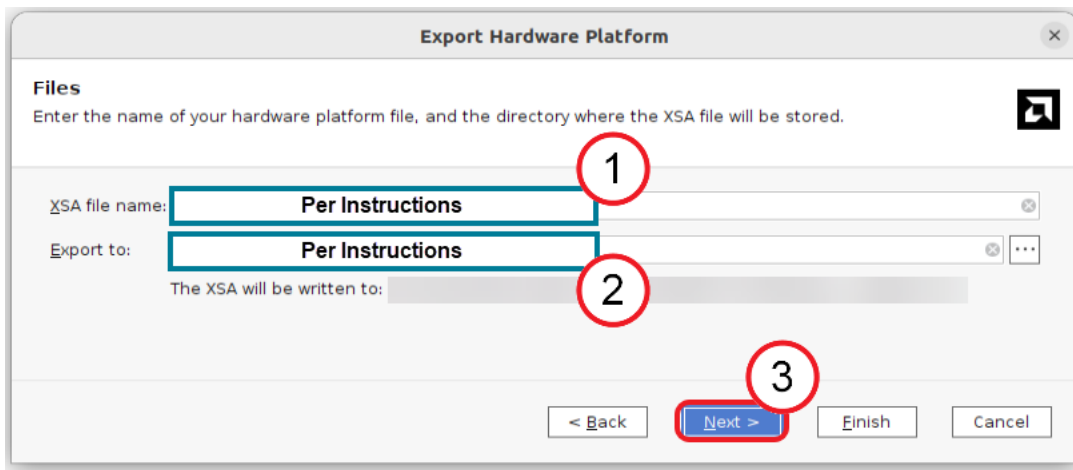 Export Hardware Platform
Files
Enter the name of your hardware platform file, and the directory where the XSA file will be stored.
1
XSA file name: Per Instructions
Export to: Per Instructions ...
The XSA will be written to:
2
3
< Back Next > Finish Cancel